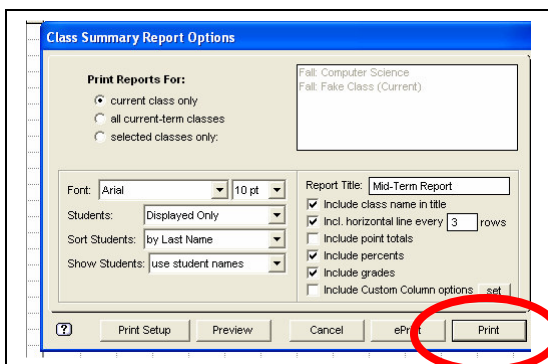 Class Summary Report Options
Print Reports For:
current class only
all current-term classes
selected classes only:
Fall: Computer Science
Fall: Fake Class (Current)
Font: Arial 10 pt
Students: Displayed Only
Sort Students: by Last Name
Show Students: use student names
Report Title: Mid-Term Report
Include class name in title
Incl. horizontal line every 3 rows
Include point totals
Include percents
Include grades
Include Custom Column options set
? Print Setup Preview Cancel ePrint Print